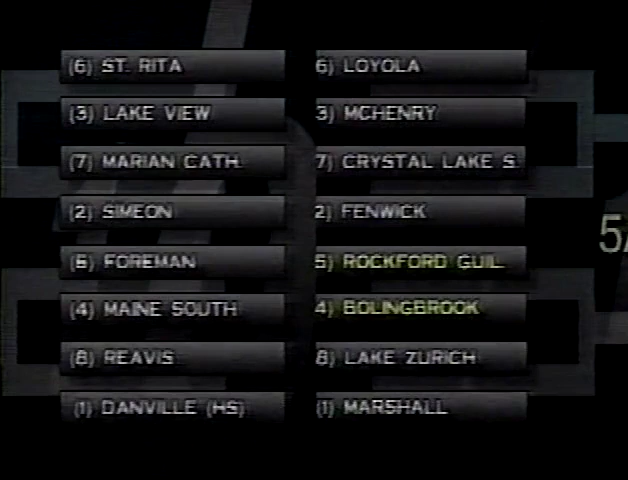 (6) ST. RITA
(3) LAKE VIEW
(7) MARIAN CATH.
(2) SIMEON
(5) FOREMAN
(4) MAINE SOUTH
(8) REAVIS
(1) DANVILLE (HS)
6) LOYOLA
3) MCHENRY
7) CRYSTAL LAKE S.
2) FENWICK
5) ROCKFORD GUIL.
4) BOLINGBROOK
8) LAKE ZURICH
(1) MARSHALL
5A